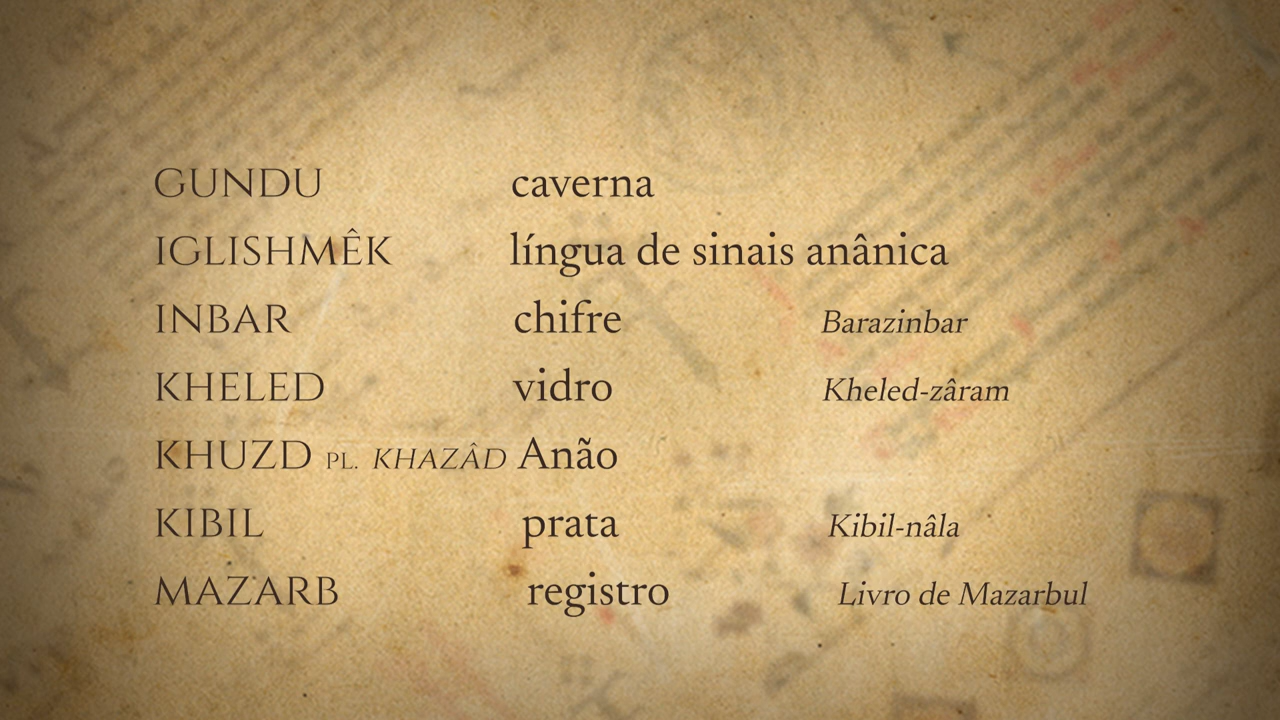 GUNDU caverna
IGLISHMÊK língua de sinais anânica
INBAR chifre Barazinbar
KHELED vidro Kheled-zâram
KHUZD PL. KHAZÂD Anão
KIBIL prata Kibil-nâla
MAZARB registro Livro de Mazarbul